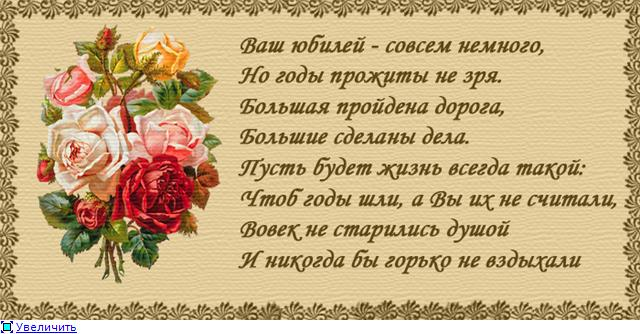 Ваш юбилей - совсем немного,
Но годы прожиты не зря.
Большая пройдена дорога,
Большие сделаны дела.
Пусть будет жизнь всегда такой:
Чтоб годы шли, а Вы их не считали,
Вовек не старились душой
И никогда бы горько не вздыхали
Увеличить